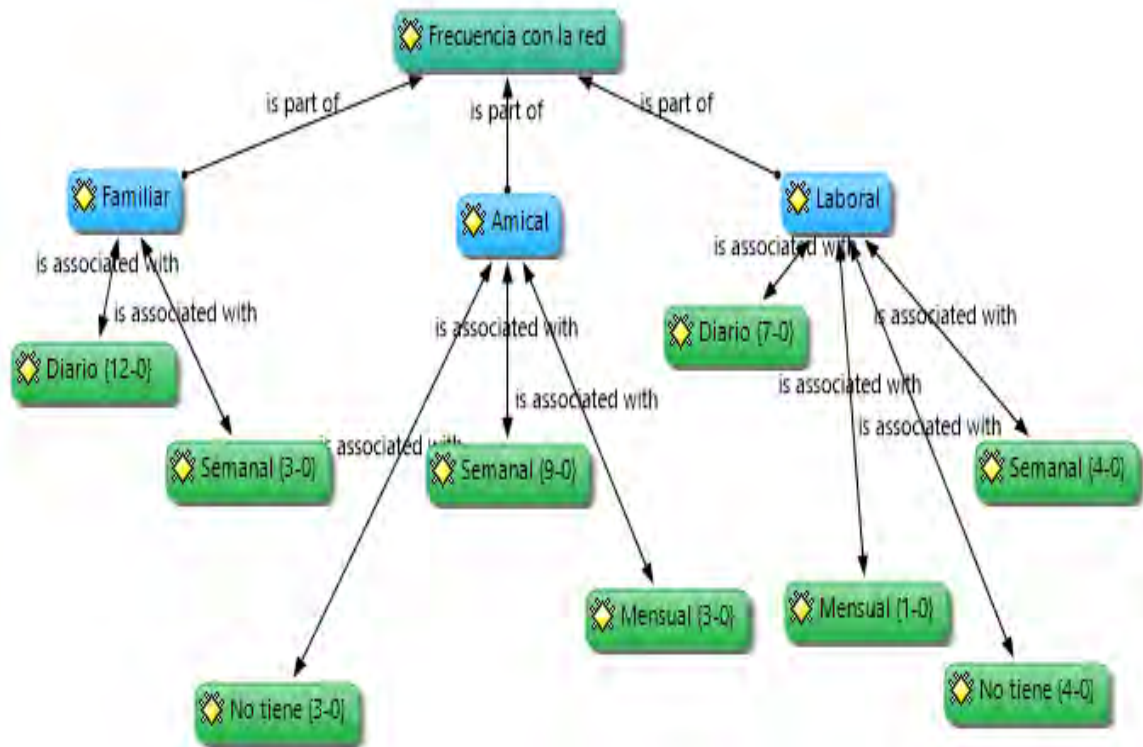 Frecuencia con la red
is part of
is part of
is part of
Familiar
Amical
Laboral
is associated with
is associated with
is associated with
is associated with
is associated with
is associated with
is associated with
is associated with
is associated with
Diario {12-0}
Diario {7-0}
Semanal {3-0}
Semanal {9-0}
Semanal {4-0}
Mensual {3-0}
Mensual {1-0}
No tiene {3-0}
No tiene {4-0}